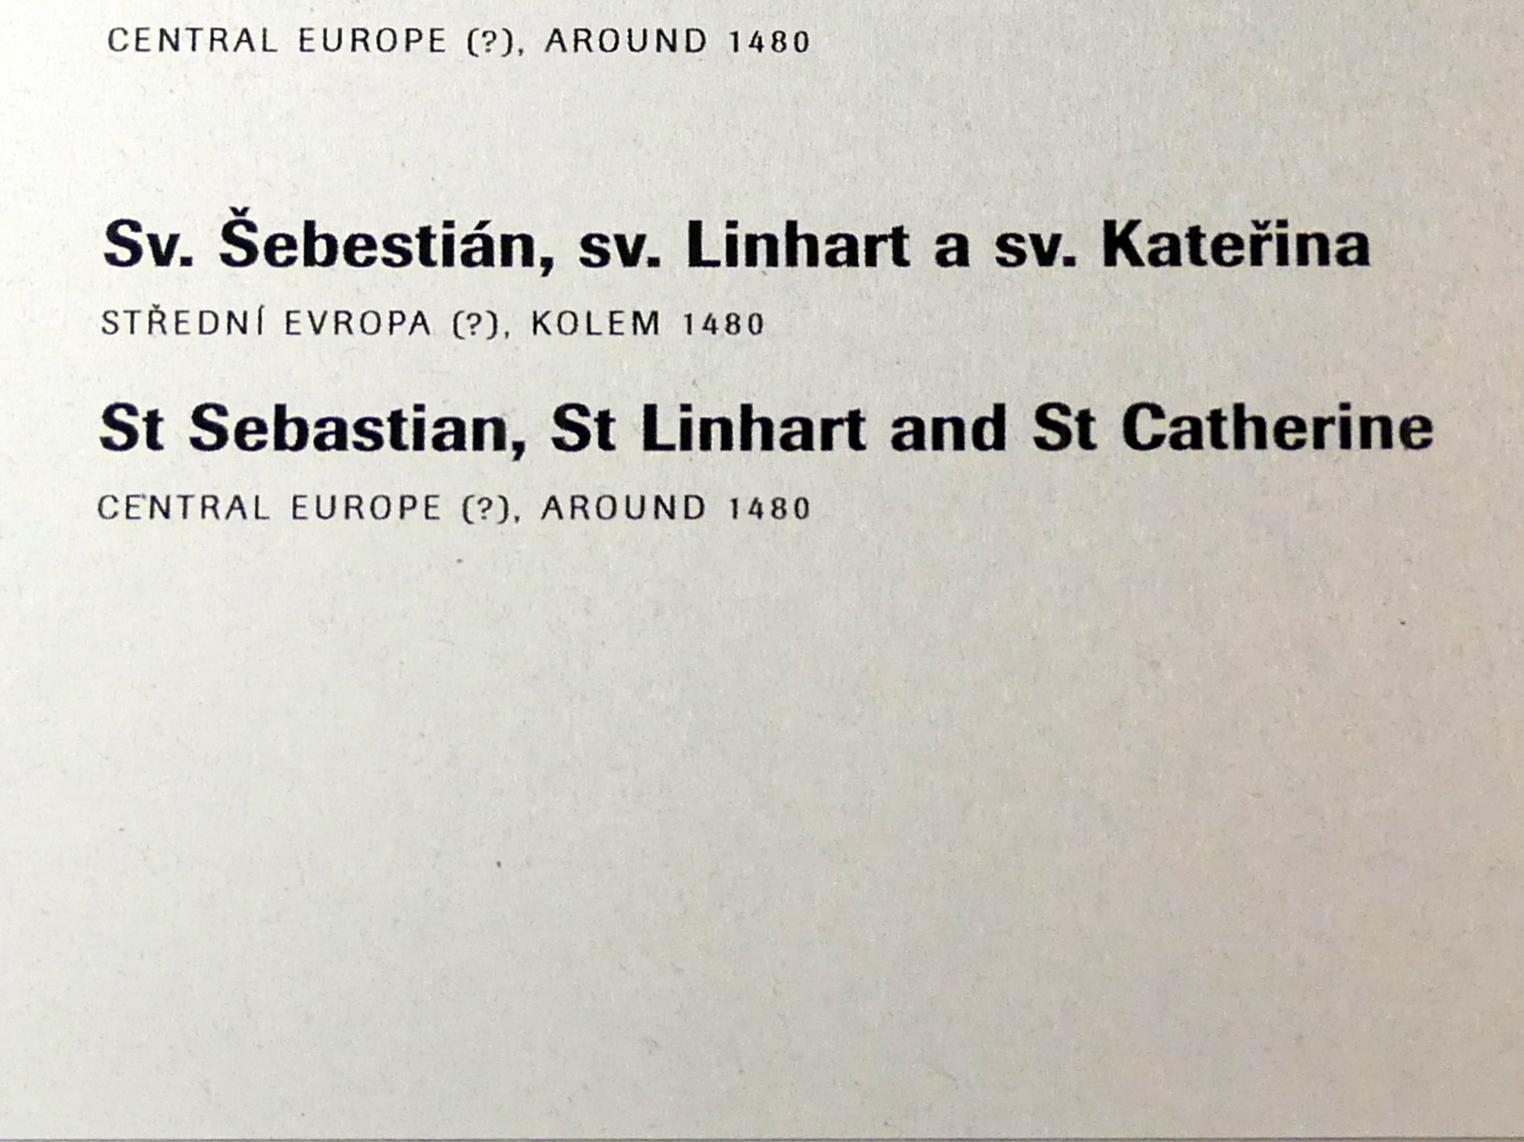 CENTRAL EUROPE (?), AROUND 1480
Sv. Šebestián, sv. Linhart a sv. Kateřina
STŘEDNÍ EVROPA (?), KOLEM 1480
St Sebastian, St Linhart and St Catherine
CENTRAL EUROPE (?), AROUND 1480